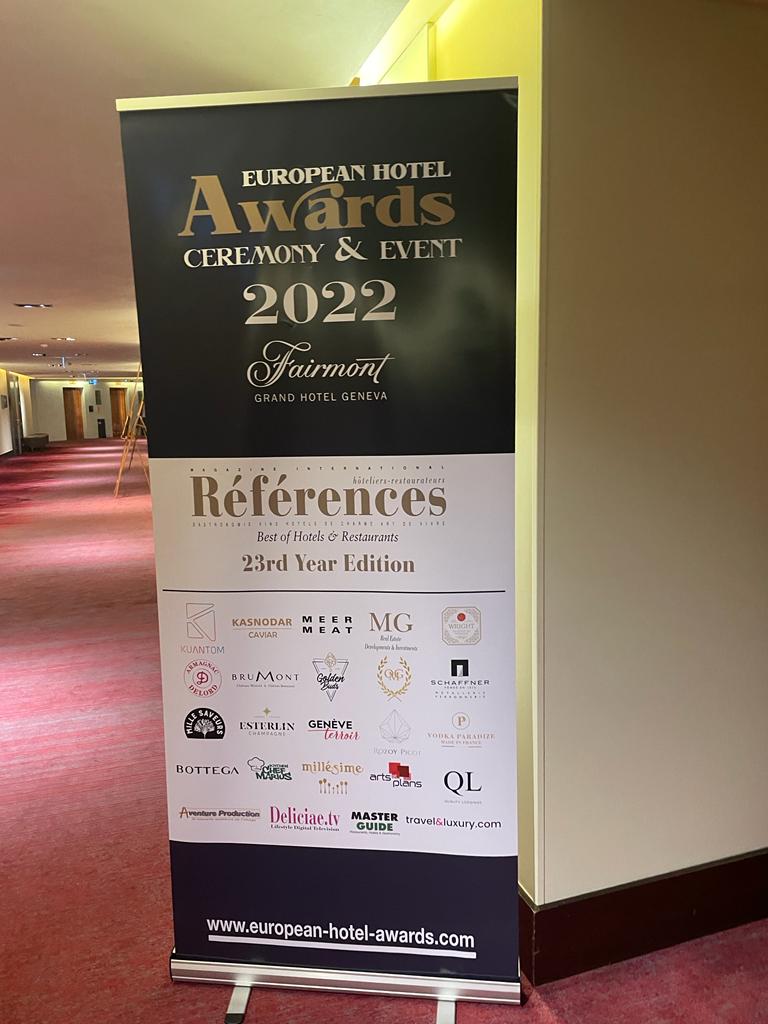 EUROPEAN HOTEL
Awards
CEREMONY & EVENT
2022
Fairmont
GRAND HOTEL GENEVA
MAGAZINE INTERNATIONAL
hôteliers-restaurateurs
Références
GASTRONOMIE VINS HOTELS DE CHARME ART DE VIVRE
Best of Hotels & Restaurants
23rd Year Edition
KUANTOM
KASNODAR
CAVIAR
MEER
MEAT
MG
Real Estate
Developments & Investments
WRIGHT
ARMAGNAC
DELORD
BRUMONT
Golden
Buds
SCHAFFNER
MILLE SAVEURS
ESTERLIN
CHAMPAGNE
GENÈVE
terroir
ROZOY PICOT
P
VODKA PARADIZE
MADE IN FRANCE
BOTTEGA
CHEF
MARIUS
millésime
arts
plans
QL
Aventure Production
Deliciae.tv
Lifestyle Digital Television
MASTER
GUIDE
travel&luxury.com
www.european-hotel-awards.com